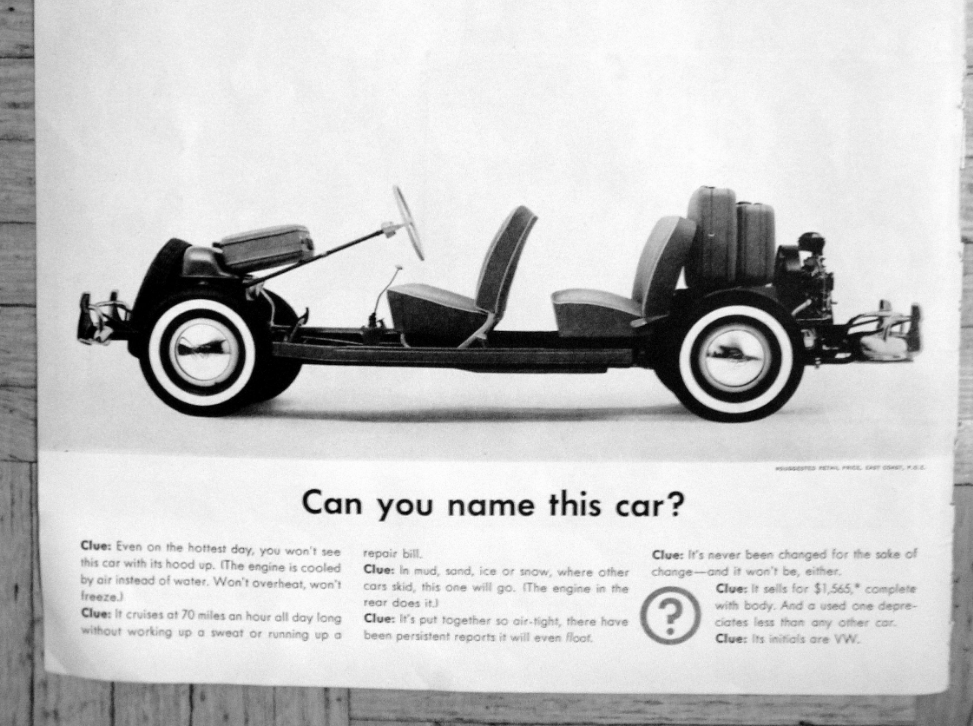 *SUGGESTED RETAIL PRICE, EAST COAST, P.O.E.
Can you name this car?
Clue: Even on the hottest day, you won't see
this car with its hood up. (The engine is cooled
by air instead of water. Won't overheat, won't
freeze.)
Clue: It cruises at 70 miles an hour all day long
without working up a sweat or running up a
repair bill.
Clue: In mud, sand, ice or snow, where other
cars skid, this one will go. (The engine in the
rear does it.)
Clue: It's put together so air-tight, there have
been persistent reports it will even float.
Clue: It's never been changed for the sake of
change—and it won't be, either.
Clue: It sells for $1,565,* complete
with body. And a used one depre-
ciates less than any other car.
Clue: Its initials are VW.
?